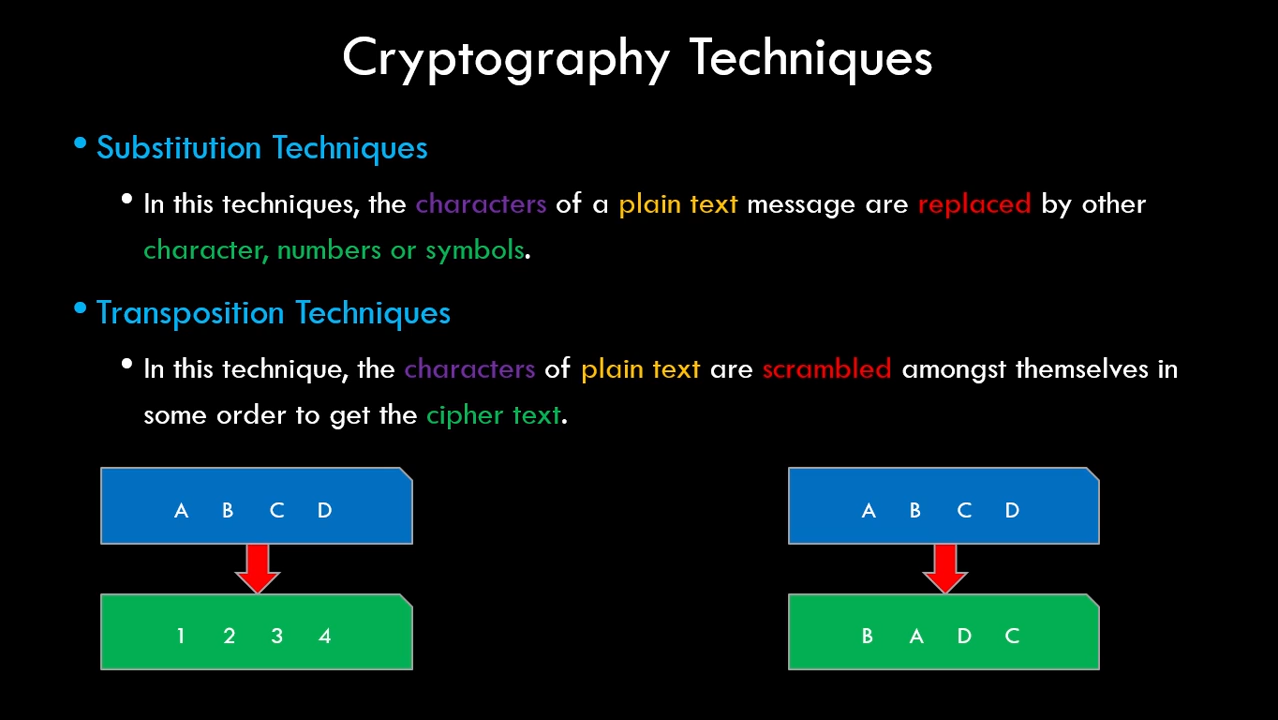 Cryptography Techniques
• Substitution Techniques
• In this techniques, the characters of a plain text message are replaced by other
character, numbers or symbols.
• Transposition Techniques
• In this technique, the characters of plain text are scrambled amongst themselves in
some order to get the cipher text.
A B C D
1 2 3 4
A B C D
B A D C